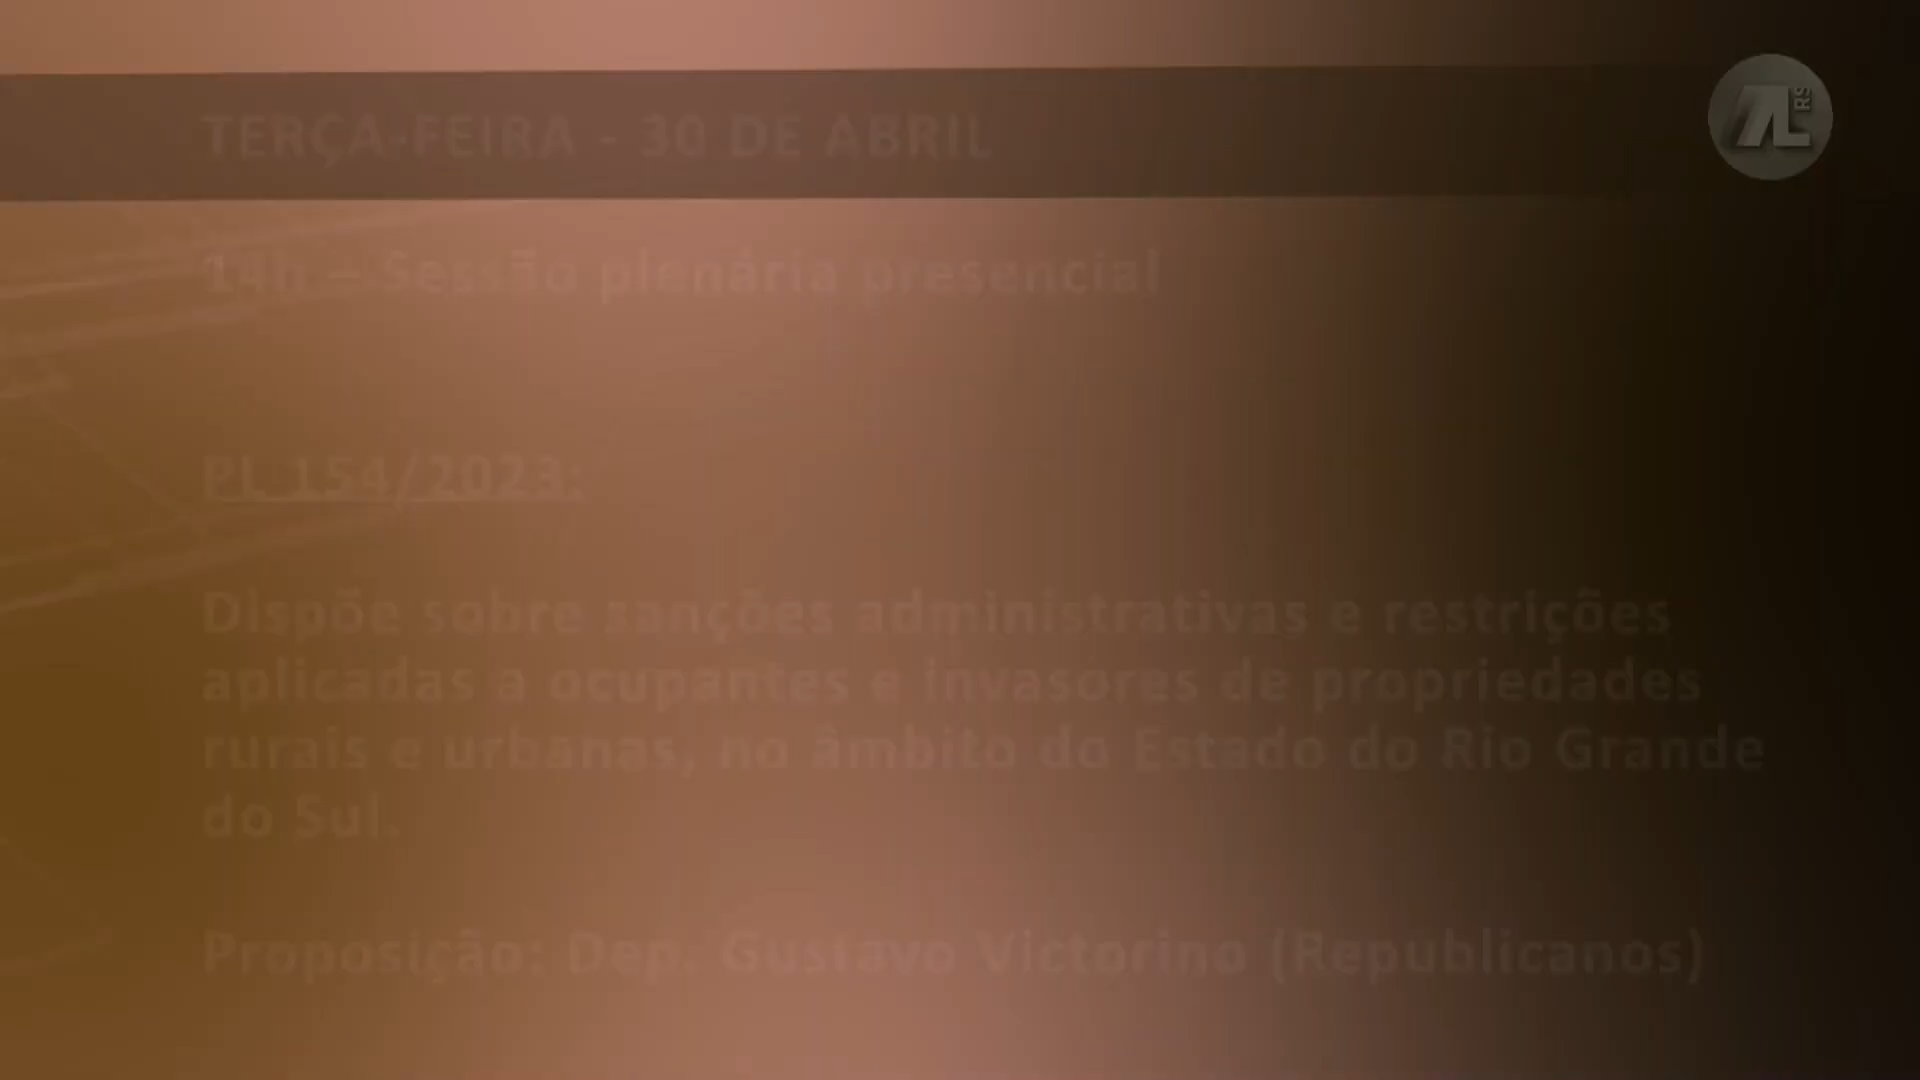 TERÇA-FEIRA - 30 DE ABRIL
AL RS
14h – Sessão plenária presencial
PL 154/2023:
Dispõe sobre sanções administrativas e restrições
aplicadas a ocupantes e invasores de propriedades
rurais e urbanas, no âmbito do Estado do Rio Grande
do Sul.
Proposição: Dep. Gustavo Victorino (Republicanos)